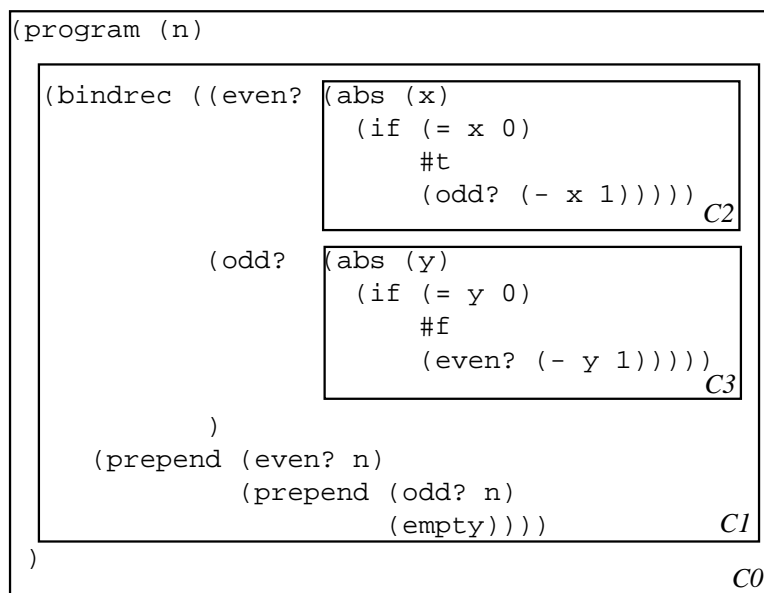 (program (n)
(bindrec ((even? (abs (x)
(if (= x 0)
#t
(odd? (- x 1)))))
C2
(odd? (abs (y)
(if (= y 0)
#f
(even? (- y 1)))))
C3
)
(prepend (even? n)
(prepend (odd? n)
(empty))))
C1
)
C0